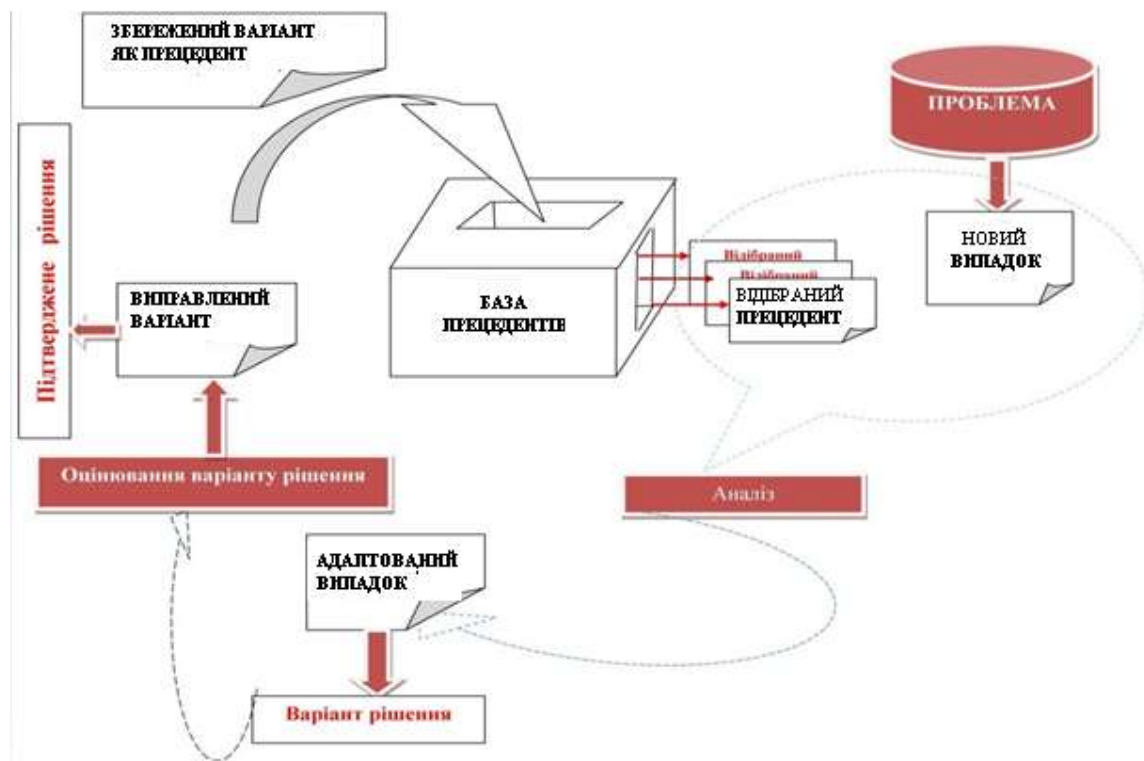 ЗБЕРЕЖЕНИЙ ВАРІАНТ
ЯК ПРЕЦЕДЕНТ
ПРОБЛЕМА
НОВИЙ
ВИПАДОК
Підтверджене рішення
ВИПРАВЛЕНИЙ
ВАРІАНТ
БАЗА
ПРЕЦЕДЕНТІВ
Відібраний
Відібраний
ВІДІБРАНИЙ
ПРЕЦЕДЕНТ
Оцінювання варіанту рішення
Аналіз
АДАПТОВАНИЙ
ВИПАДОК
Варіант рішення